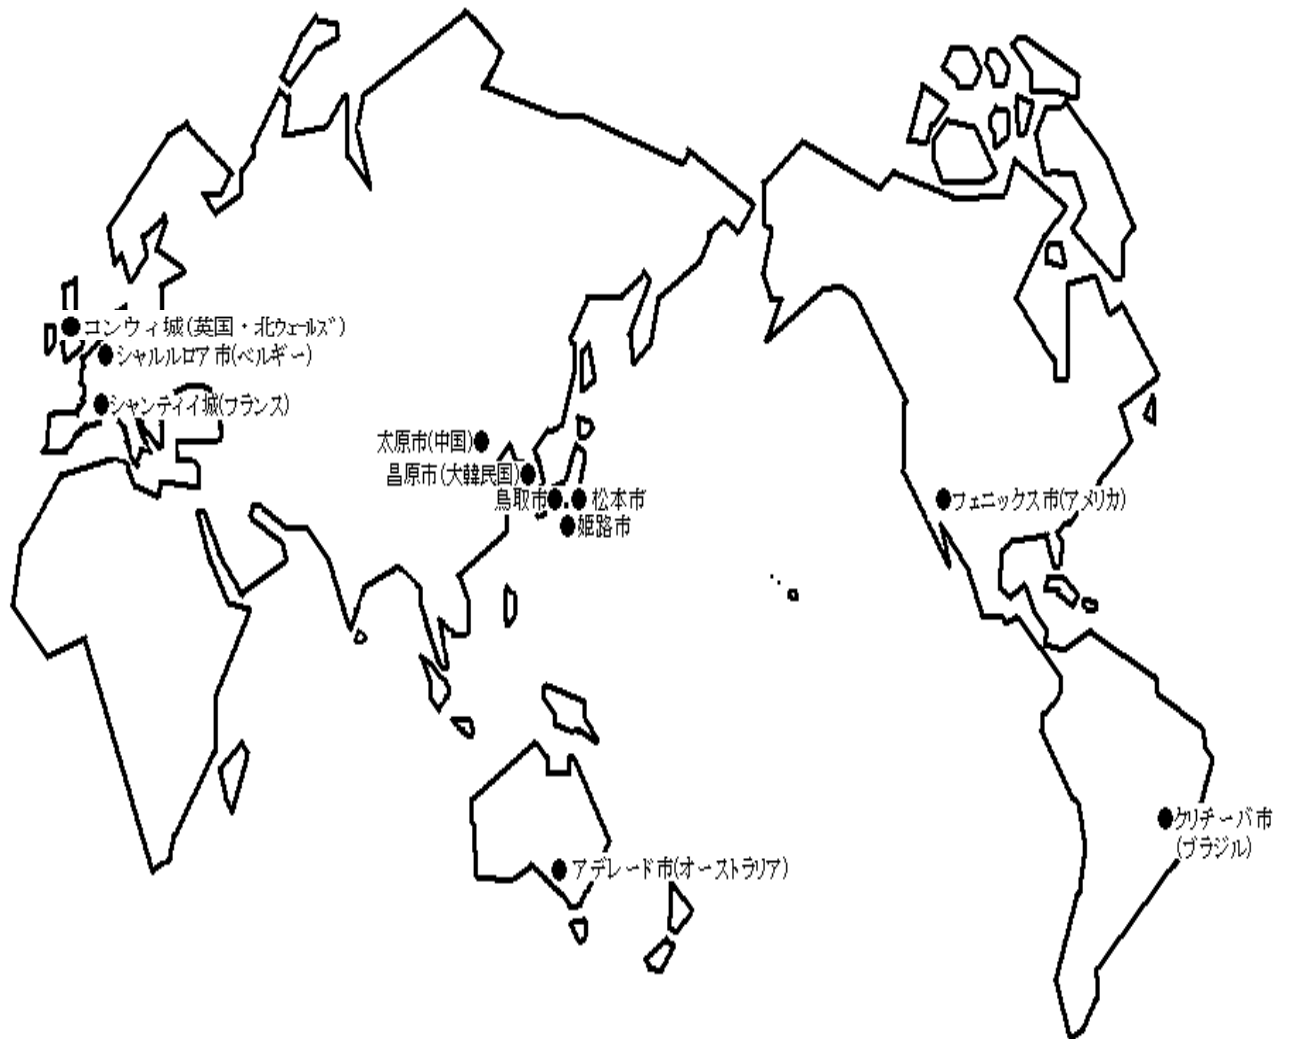 コンウィ城(英国・北ウェールズ)
シャルルロア市(ベルギー)
シャンティイ城(フランス)
太原市(中国)
昌原市(大韓民国)
鳥取市
松本市
姫路市
フェニックス市(アメリカ)
クリチーバ市
(ブラジル)
アデレード市(オーストラリア)